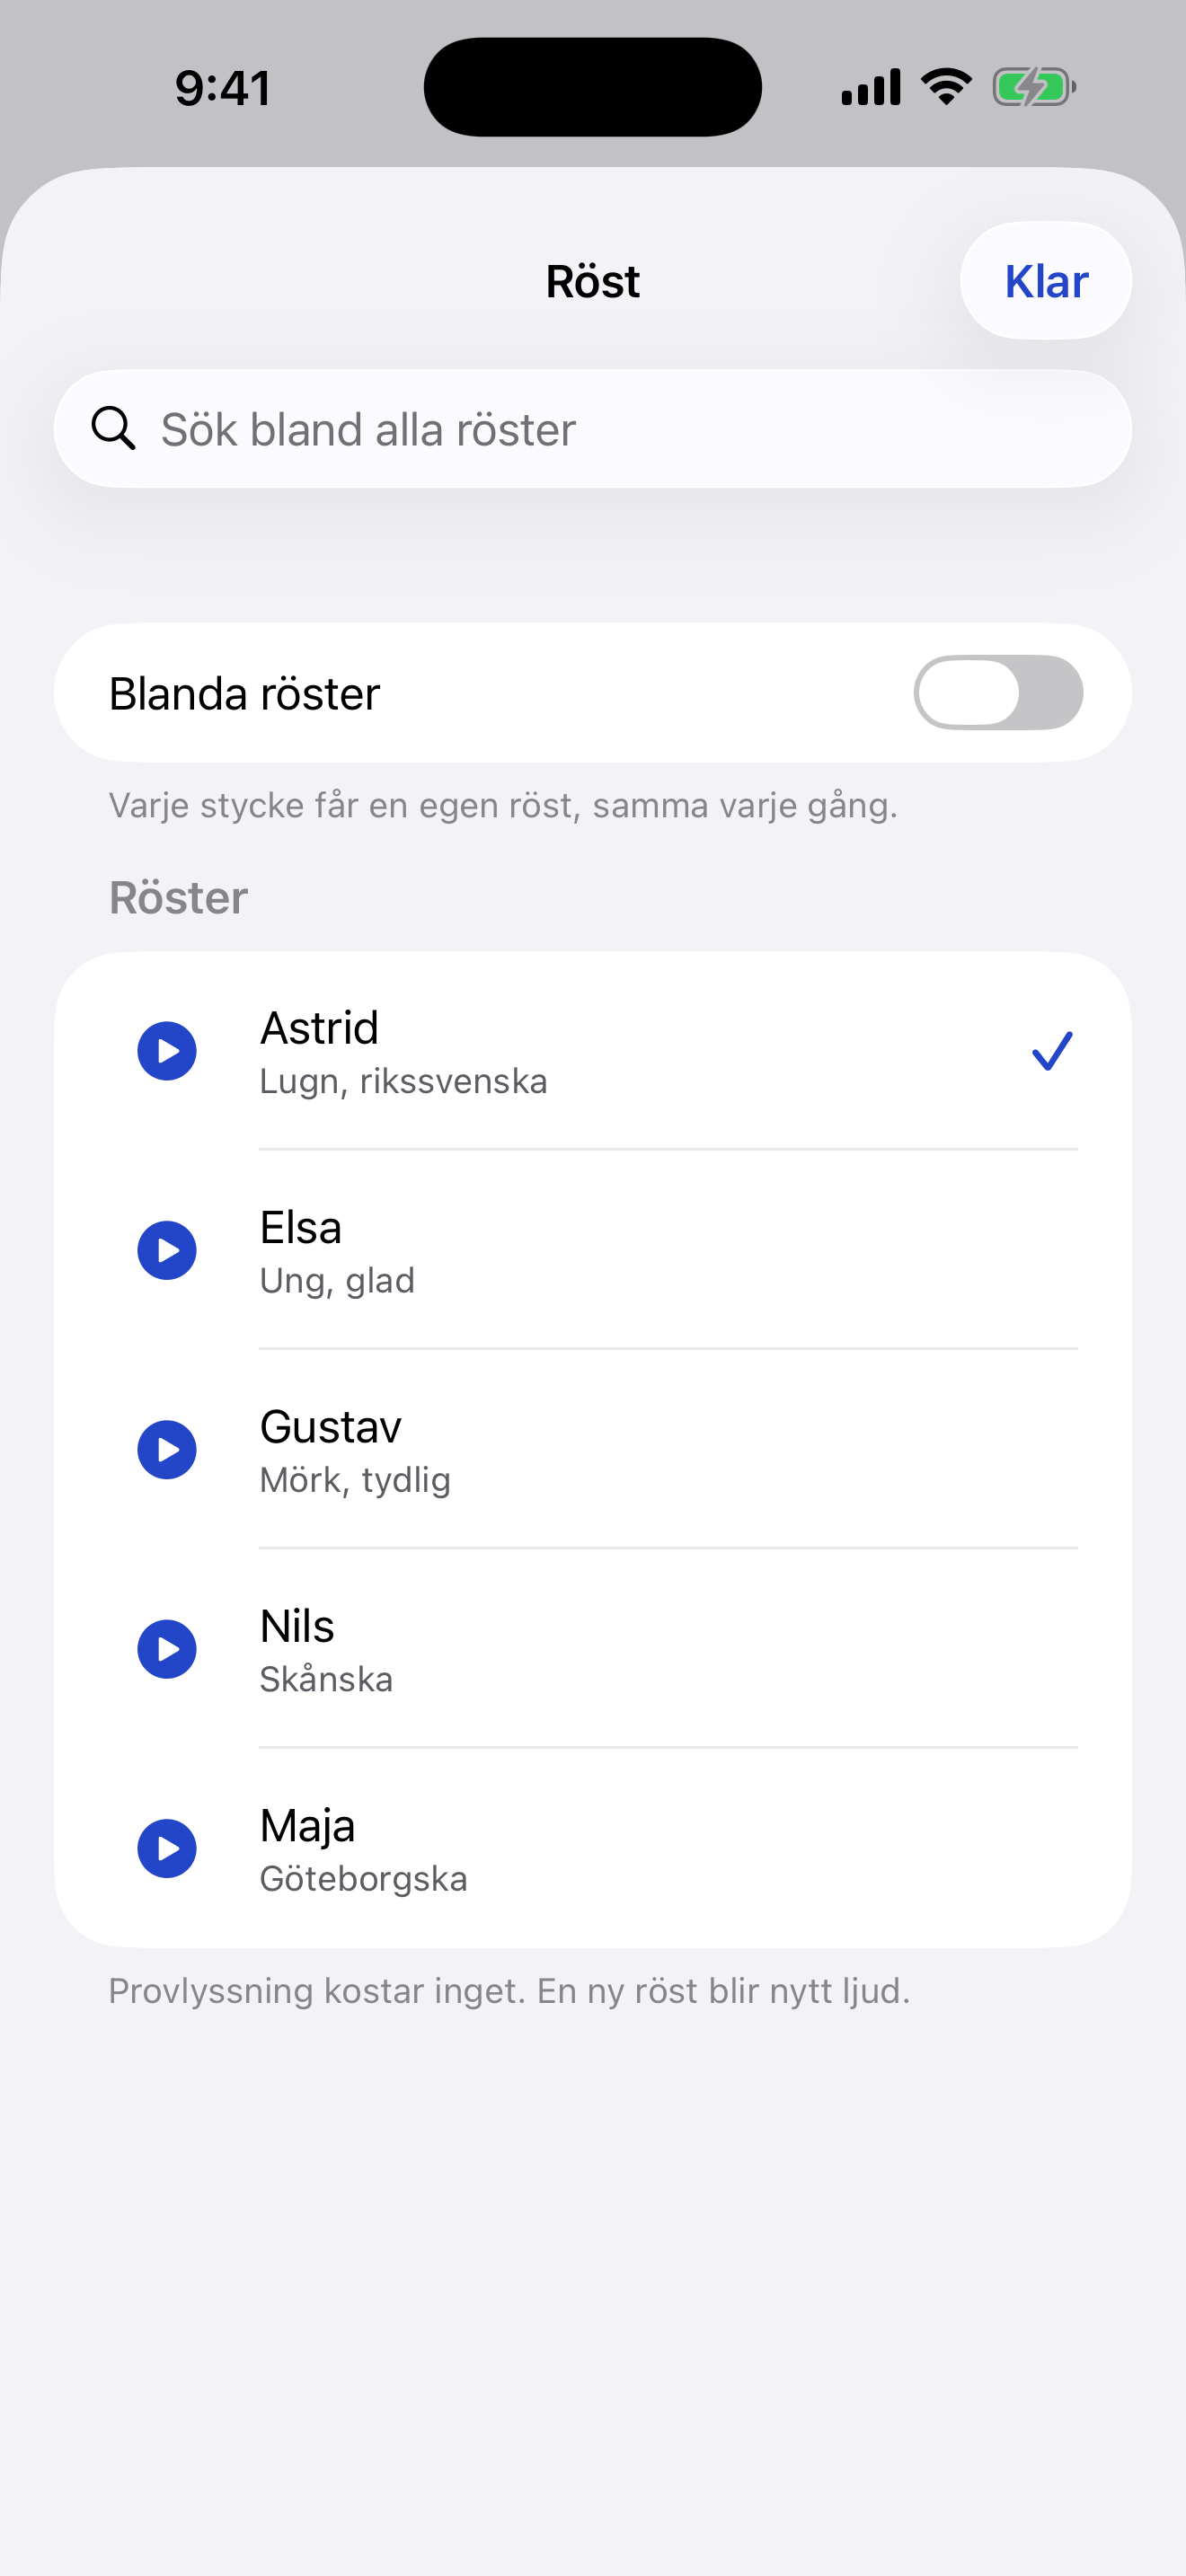 9:41
Röst
Klar
Sök bland alla röster
Blanda röster
Varje stycke får en egen röst, samma varje gång.
Röster
Astrid
Lugn, rikssvenska
Elsa
Ung, glad
Gustav
Mörk, tydlig
Nils
Skånska
Maja
Göteborgska
Provlyssning kostar inget. En ny röst blir nytt ljud.